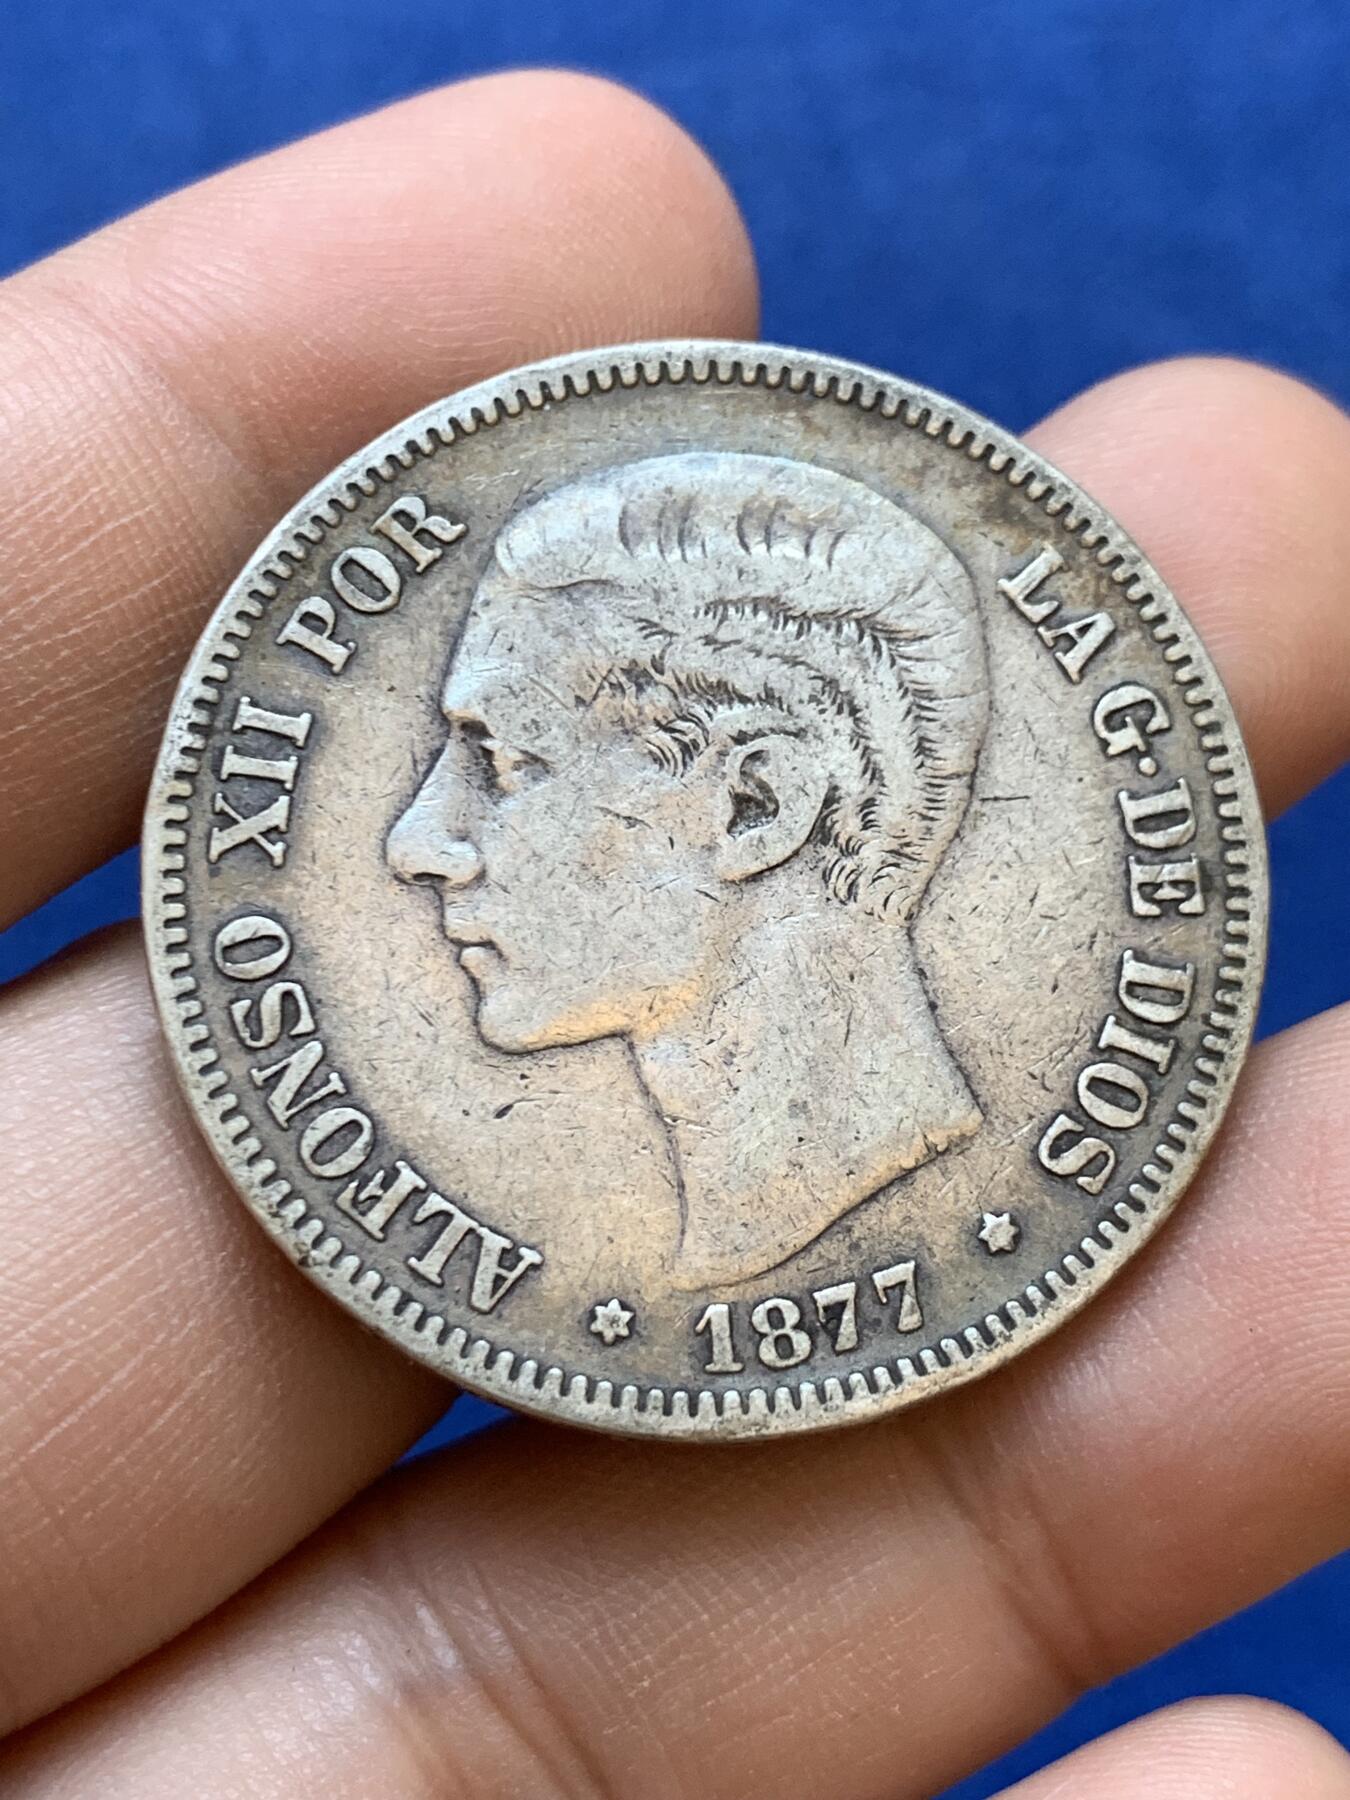 ALFONSO XII POR LA G. DE DIOS
* 1877 *